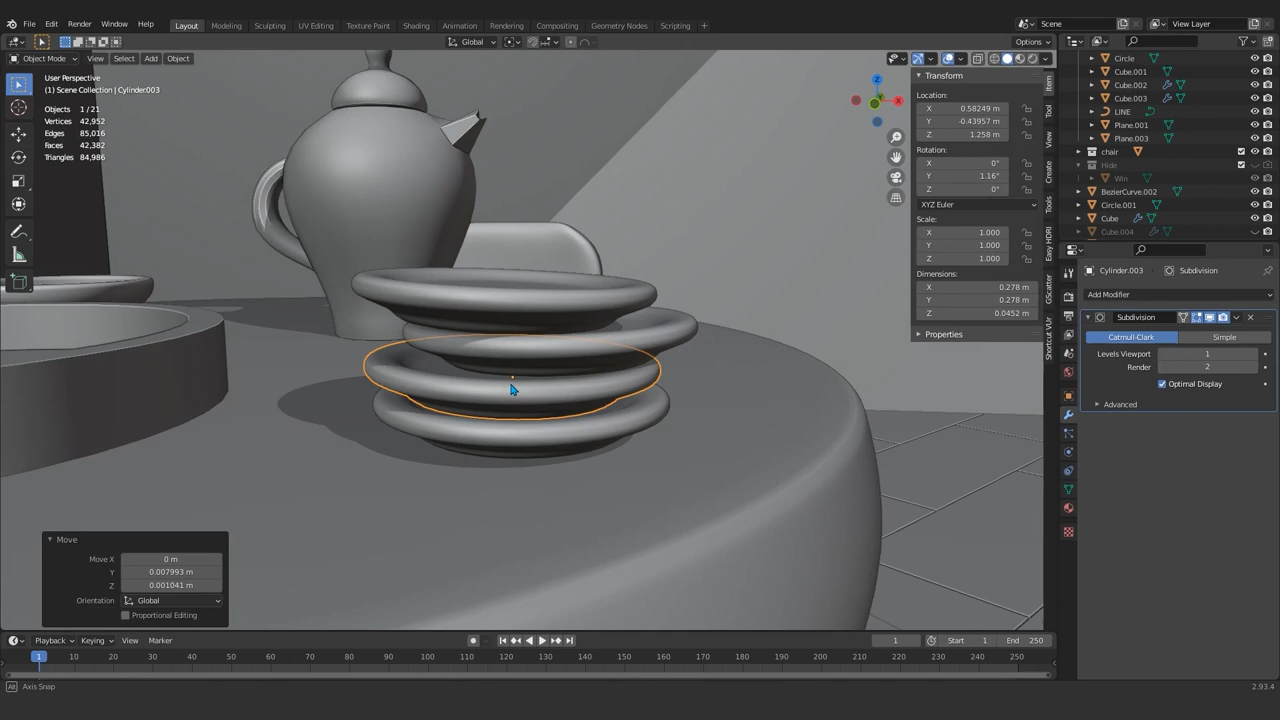 File Edit Render Window Help Layout Modeling Sculpting UV Editing Texture Paint Shading Animation Rendering Compositing Geometry Nodes Scripting + Scene View Layer
Global Options
Object Mode View Select Add Object
User Perspective
(1) Scene Collection | Cylinder.003
Objects 1/21
Vertices 42,952
Edges 85,016
Faces 42,382
Triangles 84,986
Z
X
Transform
Location:
X 0.58249 m
Y -0.43957 m
Z 1.258 m
Rotation:
X 0°
Y 1.16°
Z 0°
XYZ Euler
Scale:
X 1.000
Y 1.000
Z 1.000
Dimensions:
X 0.278 m
Y 0.278 m
Z 0.0452 m
Properties
Item
Tool
View
Create
Tools
Easy HDRI
GScatter
Shortcut VUr
Circle
Cube.001
Cube.002
Cube.003
LINE
Plane.001
Plane.003
chair
Hide
Win
BezierCurve.002
Circle.001
Cube
Cube.004
Cylinder.003 Subdivision
Add Modifier
Subdivision
Catmull-Clark Simple
Levels Viewport 1
Render 2
Optimal Display
Advanced
Move
Move X 0 m
Y 0.007993 m
Z 0.001041 m
Orientation Global
Proportional Editing
Playback Keying View Marker 1 Start 1 End 250
1 10 20 30 40 50 60 70 80 90 100 110 120 130 140 150 160 170 180 190 200 210 220 230 240 250
Alt Axis Snap 2.93.4